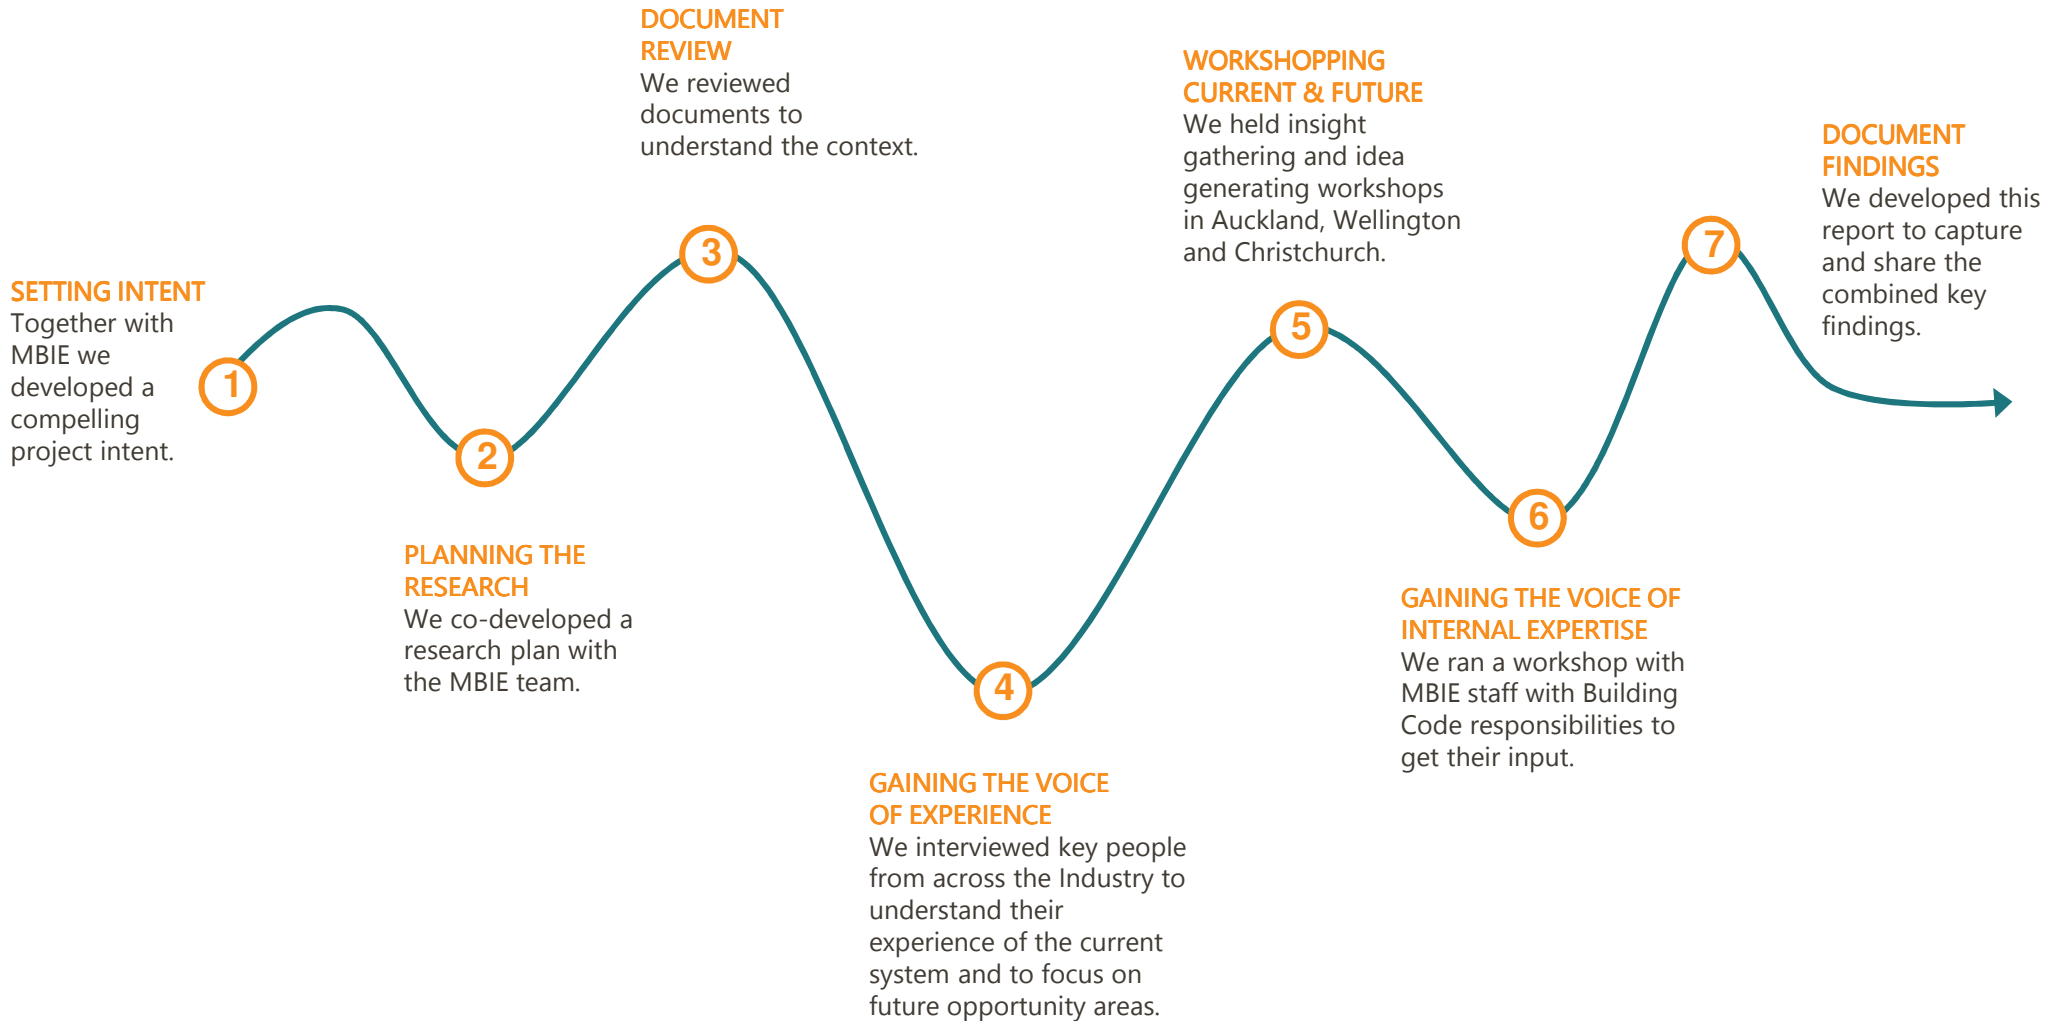 SETTING INTENT
Together with
MBIE we
developed a
compelling
project intent.
1
2
PLANNING THE
RESEARCH
We co-developed a
research plan with
the MBIE team.
DOCUMENT
REVIEW
We reviewed
documents to
understand the context.
3
4
GAINING THE VOICE
OF EXPERIENCE
We interviewed key people
from across the Industry to
understand their
experience of the current
system and to focus on
future opportunity areas.
WORKSHOPPING
CURRENT & FUTURE
We held insight
gathering and idea
generating workshops
in Auckland, Wellington
and Christchurch.
5
6
GAINING THE VOICE OF
INTERNAL EXPERTISE
We ran a workshop with
MBIE staff with Building
Code responsibilities to
get their input.
7
DOCUMENT
FINDINGS
We developed this
report to capture
and share the
combined key
findings.